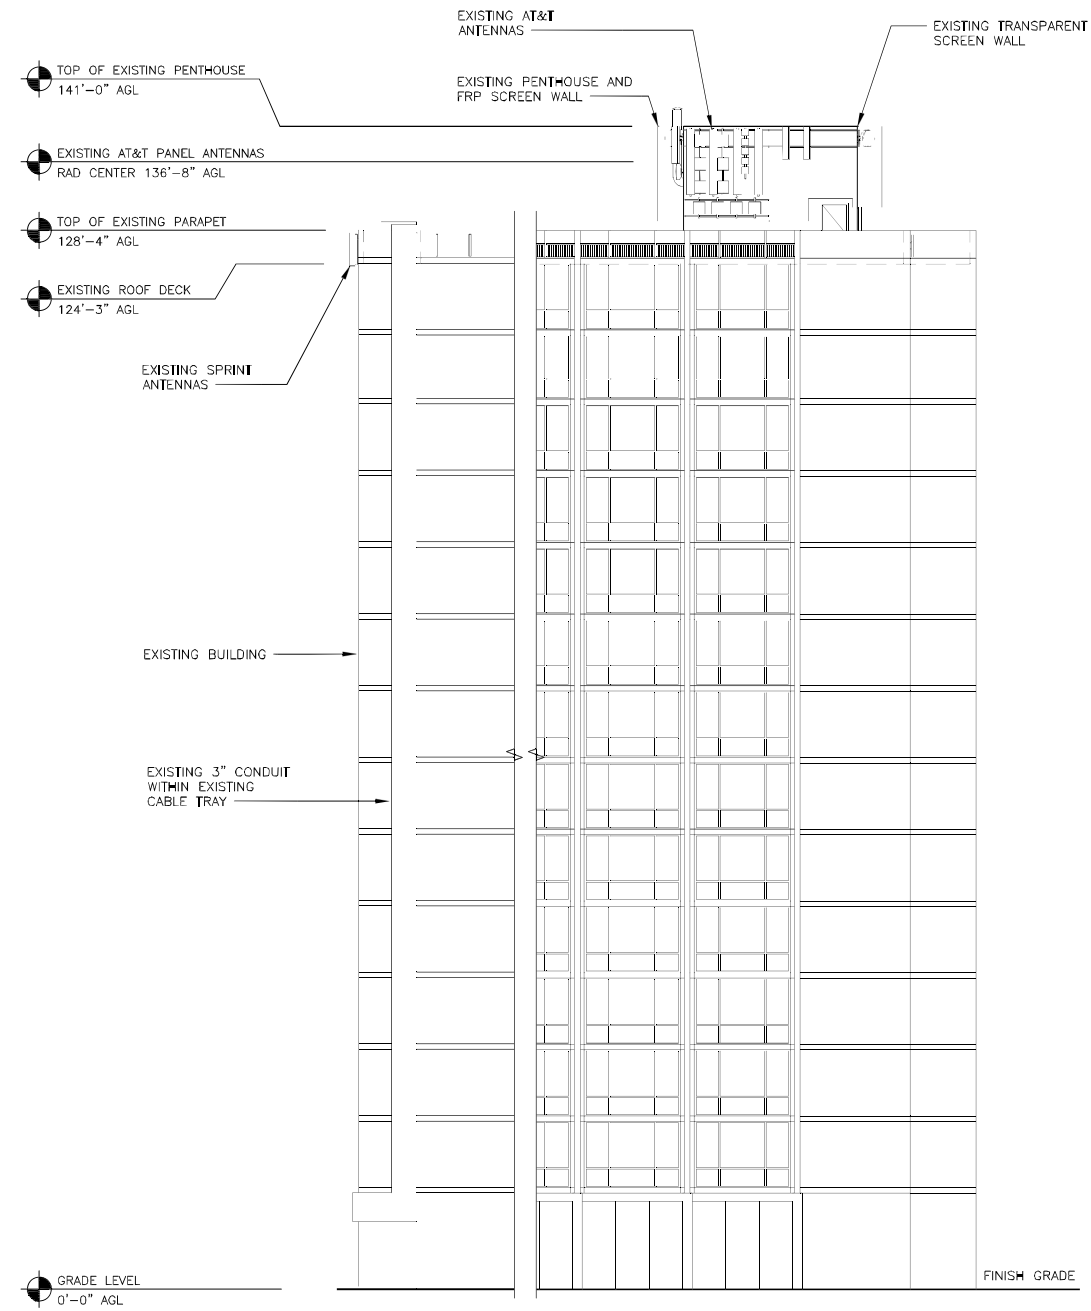 EXISTING AT&T
ANTENNAS
EXISTING TRANSPARENT
SCREEN WALL
TOP OF EXISTING PENTHOUSE
141'-0" AGL
EXISTING PENTHOUSE AND
FRP SCREEN WALL
EXISTING AT&T PANEL ANTENNAS
RAD CENTER 136'-8" AGL
TOP OF EXISTING PARAPET
128'-4" AGL
EXISTING ROOF DECK
124'-3" AGL
EXISTING SPRINT
ANTENNAS
EXISTING BUILDING
EXISTING 3" CONDUIT
WITHIN EXISTING
CABLE TRAY
GRADE LEVEL
0'-0" AGL
FINISH GRADE